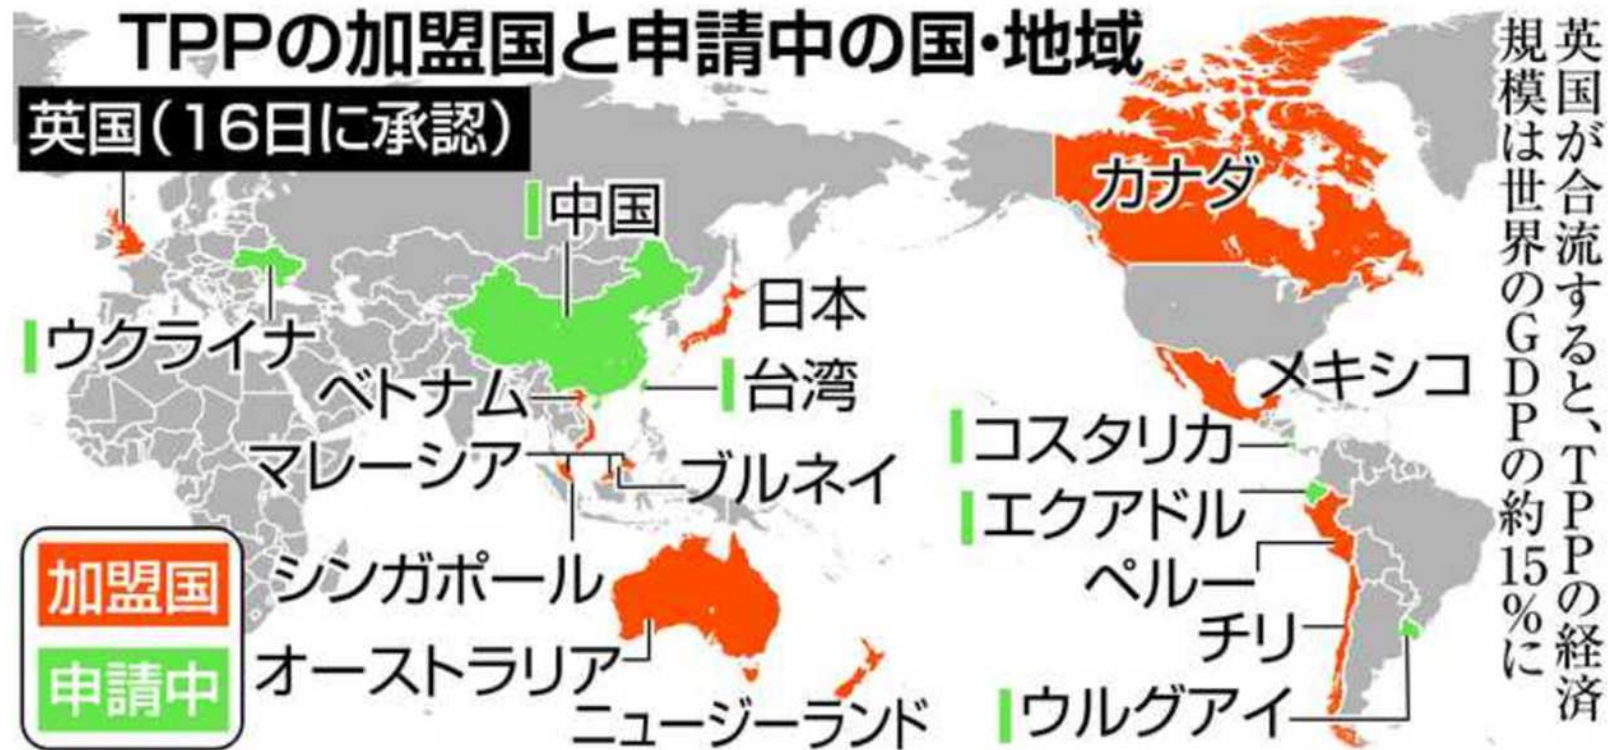 TPPの加盟国と申請中の国・地域
英国(16日に承認)
中国
カナダ
日本
ウクライナ
台湾
ベトナム
メキシコ
マレーシア
ブルネイ
コスタリカ
エクアドル
シンガポール
ペルー
チリ
オーストラリア
ニュージーランド
ウルグアイ
加盟国
申請中
英国が合流すると、TPPの経済
規模は世界のGDPの約15%に